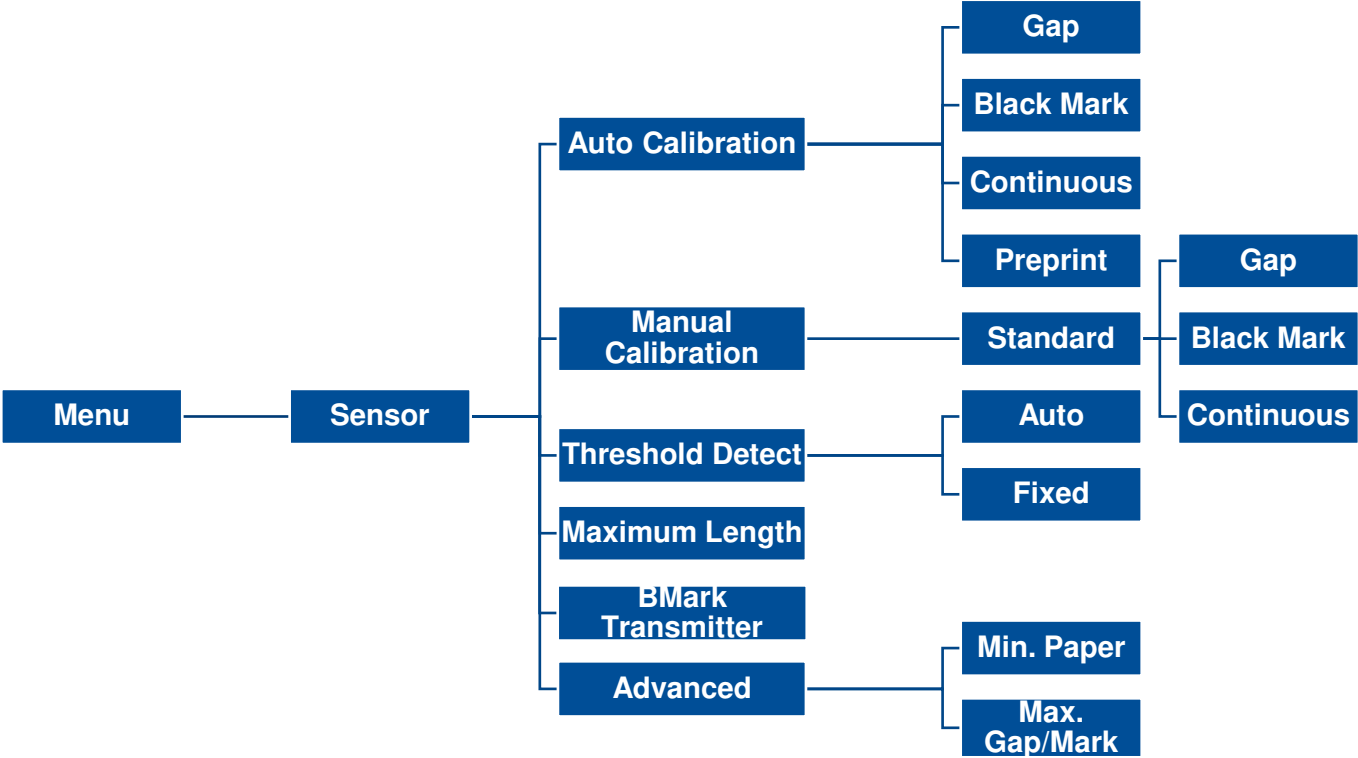 Gap
Black Mark
Auto Calibration
Continuous
Preprint
Gap
Manual
Calibration
Standard
Black Mark
Menu
Sensor
Auto
Continuous
Threshold Detect
Fixed
Maximum Length
BMark
Transmitter
Min. Paper
Advanced
Max.
Gap/Mark